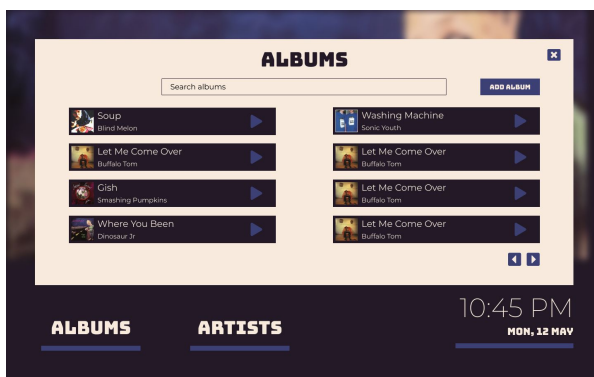 ALBUMS
Search albums
ADD ALBUM
Soup
Blind Melon
Washing Machine
Sonic Youth
Let Me Come Over
Buffalo Tom
Let Me Come Over
Buffalo Tom
Gish
Smashing Pumpkins
Let Me Come Over
Buffalo Tom
Where You Been
Dinosaur Jr
Let Me Come Over
Buffalo Tom
ALBUMS
ARTISTS
10:45 PM
MON, 12 MAY